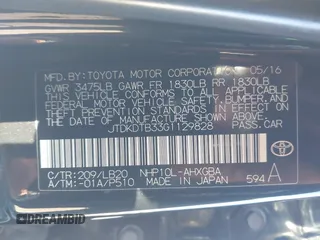 MFD.BY: TOYOTA MOTOR CORPORATION 05/16
GVWR 3475LB GAWR FR 1830LB RR 1830LB
THIS VEHICLE CONFORMS TO ALL APPLICABLE
FEDERAL MOTOR VEHICLE SAFETY, BUMPER,
AND THEFT PREVENTION STANDARDS IN EFFECT
ON THE DATE OF MANUFACTURE SHOWN ABOVE.
JTDKDTB33G1129828 PASS.CAR
C/TR: 209/LB20 NHP10L-AHXGBA
A/TM: -01A/P510 MADE IN JAPAN 594 A
TOYOTA